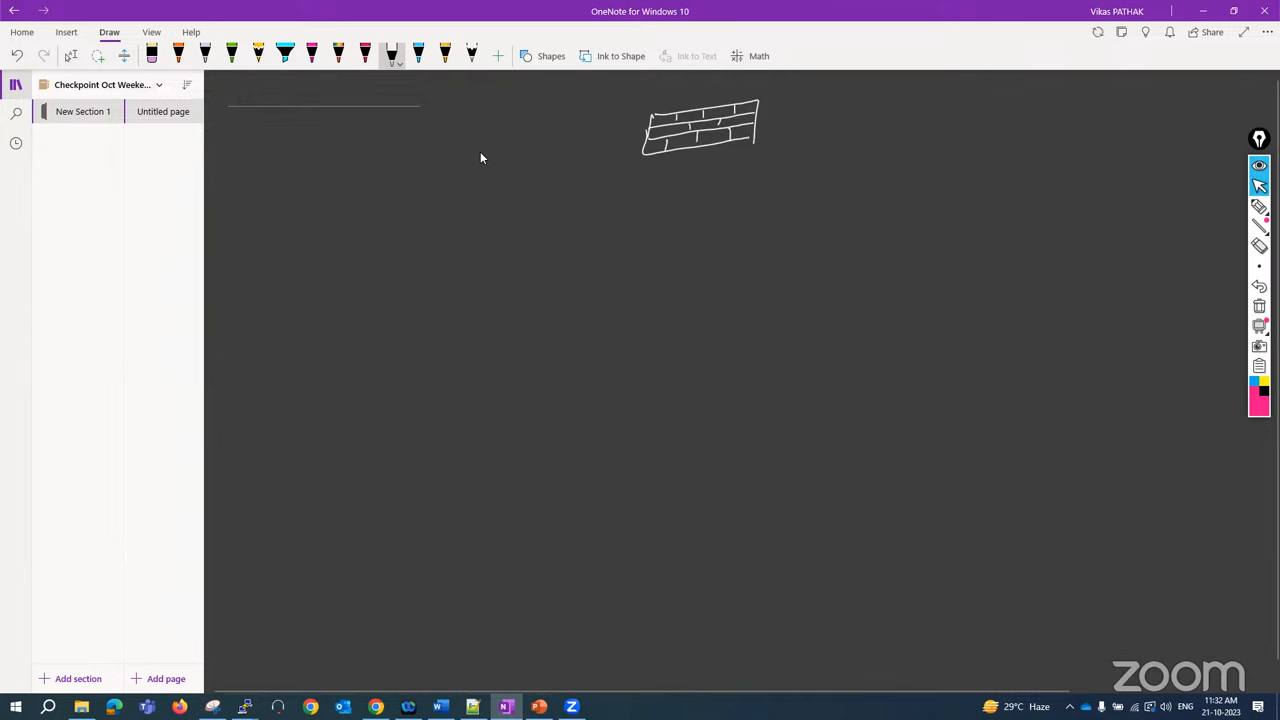 OneNote for Windows 10
Vikas PATHAK
Home
Insert
Draw
View
Help
Share
Shapes
Ink to Shape
Ink to Text
Math
Checkpoint Oct Weeke...
New Section 1
Untitled page
Add section
Add page
zoom
29°C Haze
11:32 AM
21-10-2023